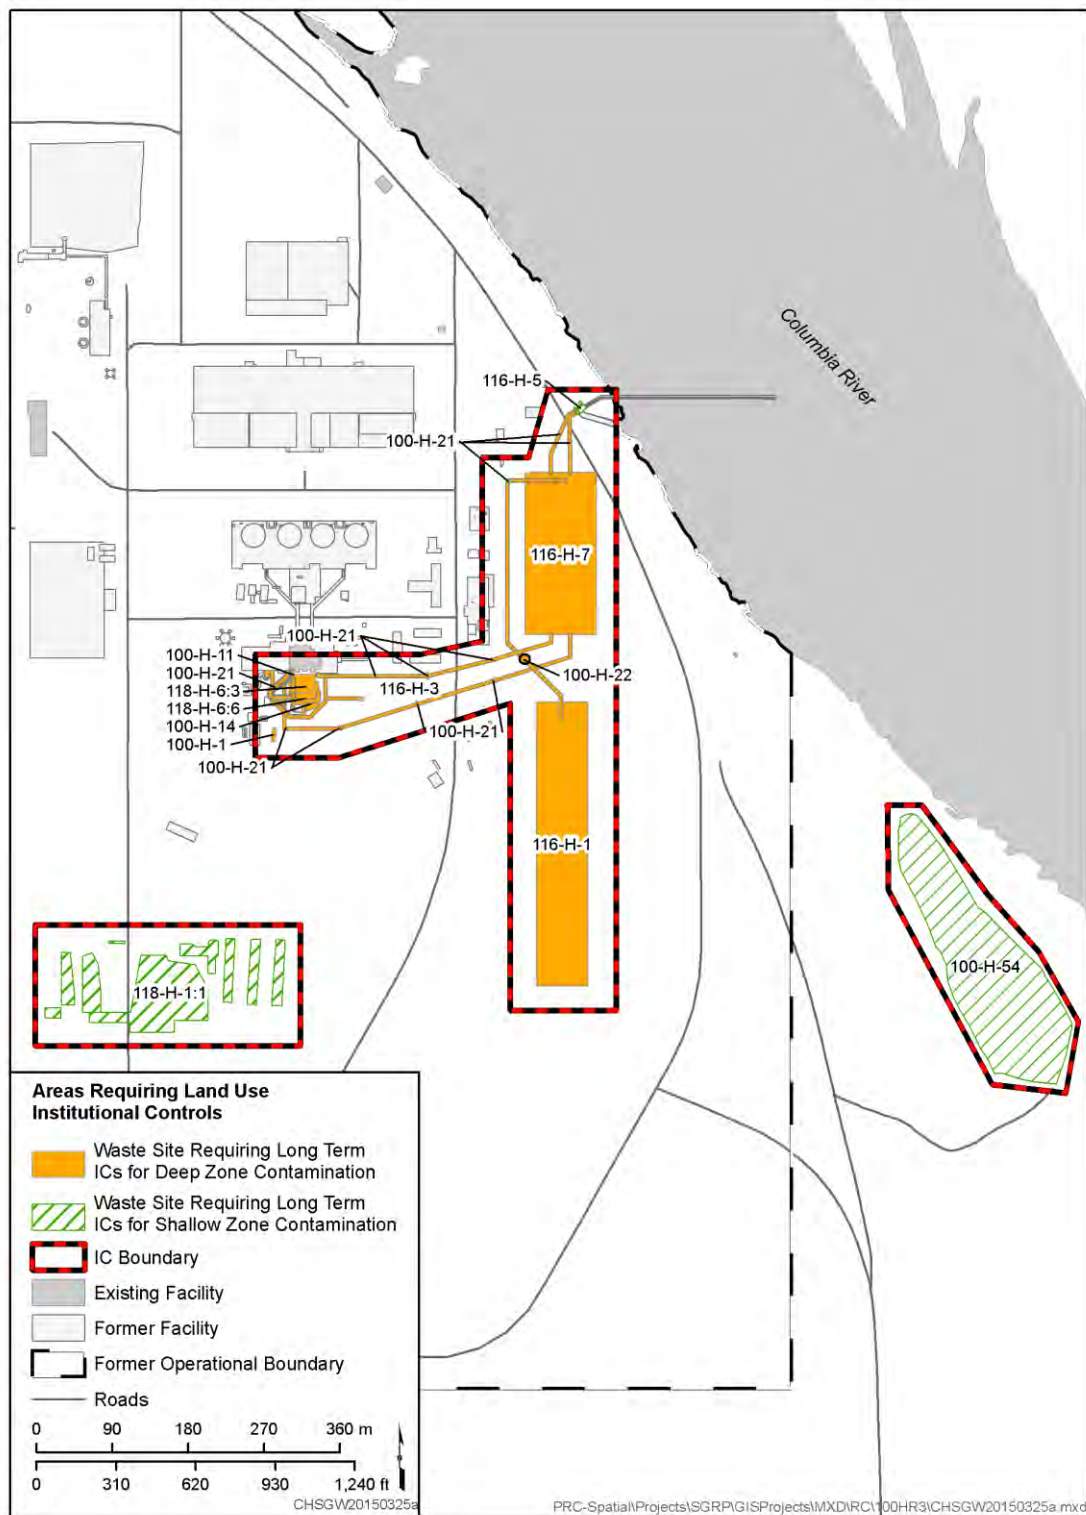 Columbia River
116-H-5
100-H-21
116-H-7
100-H-21
100-H-11
100-H-21
118-H-6:3
118-H-6:6
100-H-14
100-H-1
100-H-21
116-H-3
100-H-22
100-H-21
116-H-1
100-H-54
118-H-1:1
Areas Requiring Land Use
Institutional Controls
Waste Site Requiring Long Term
ICs for Deep Zone Contamination
Waste Site Requiring Long Term
ICs for Shallow Zone Contamination
IC Boundary
Existing Facility
Former Facility
Former Operational Boundary
Roads
0 90 180 270 360 m
0 310 620 930 1,240 ft
CHSGW20150325a
PRC-Spatial\Projects\SGRP\GISProjects\MXD\RC\100HR3\CHSGW20150325a.mxd